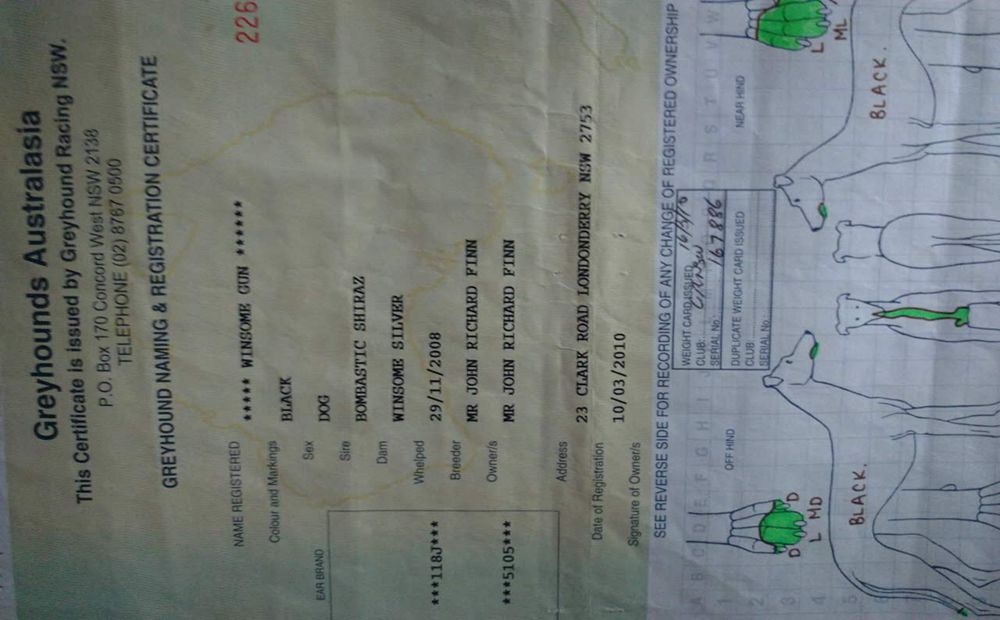 Greyhounds Australasia
This Certificate is issued by Greyhound Racing NSW.
P.O. Box 170 Concord West NSW 2138
TELEPHONE (02) 8767 0500
226
GREYHOUND NAMING & REGISTRATION CERTIFICATE
NAME REGISTERED ***** WINSOME GUN *****
Colour and Markings BLACK
Sex DOG
EAR BRAND
Sire BOMBASTIC SHIRAZ
Dam WINSOME SILVER
Whelped 29/11/2008
***118J***
Breeder MR JOHN RICHARD FINN
Owner/s MR JOHN RICHARD FINN
***5105***
Address 23 CLARK ROAD LONDONDERRY NSW 2753
Date of Registration 10/03/2010
Signature of Owner/s
SEE REVERSE SIDE FOR RECORDING OF ANY CHANGE OF REGISTERED OWNERSHIP
A B C D E F G H I J R S T U V W
WEIGHT CARD ISSUED
CLUB:
SERIAL No: 167886
DUPLICATE WEIGHT CARD ISSUED
CLUB:
SERIAL No:
1
2
3
4
5
OFF HIND
NEAR HIND
D D
L MD
L
ML
BLACK.
BLACK.